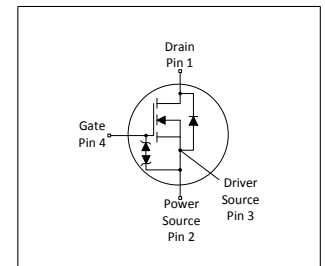 Drain
Pin 1
Gate
Pin 4
Driver
Source
Pin 3
Power
Source
Pin 2